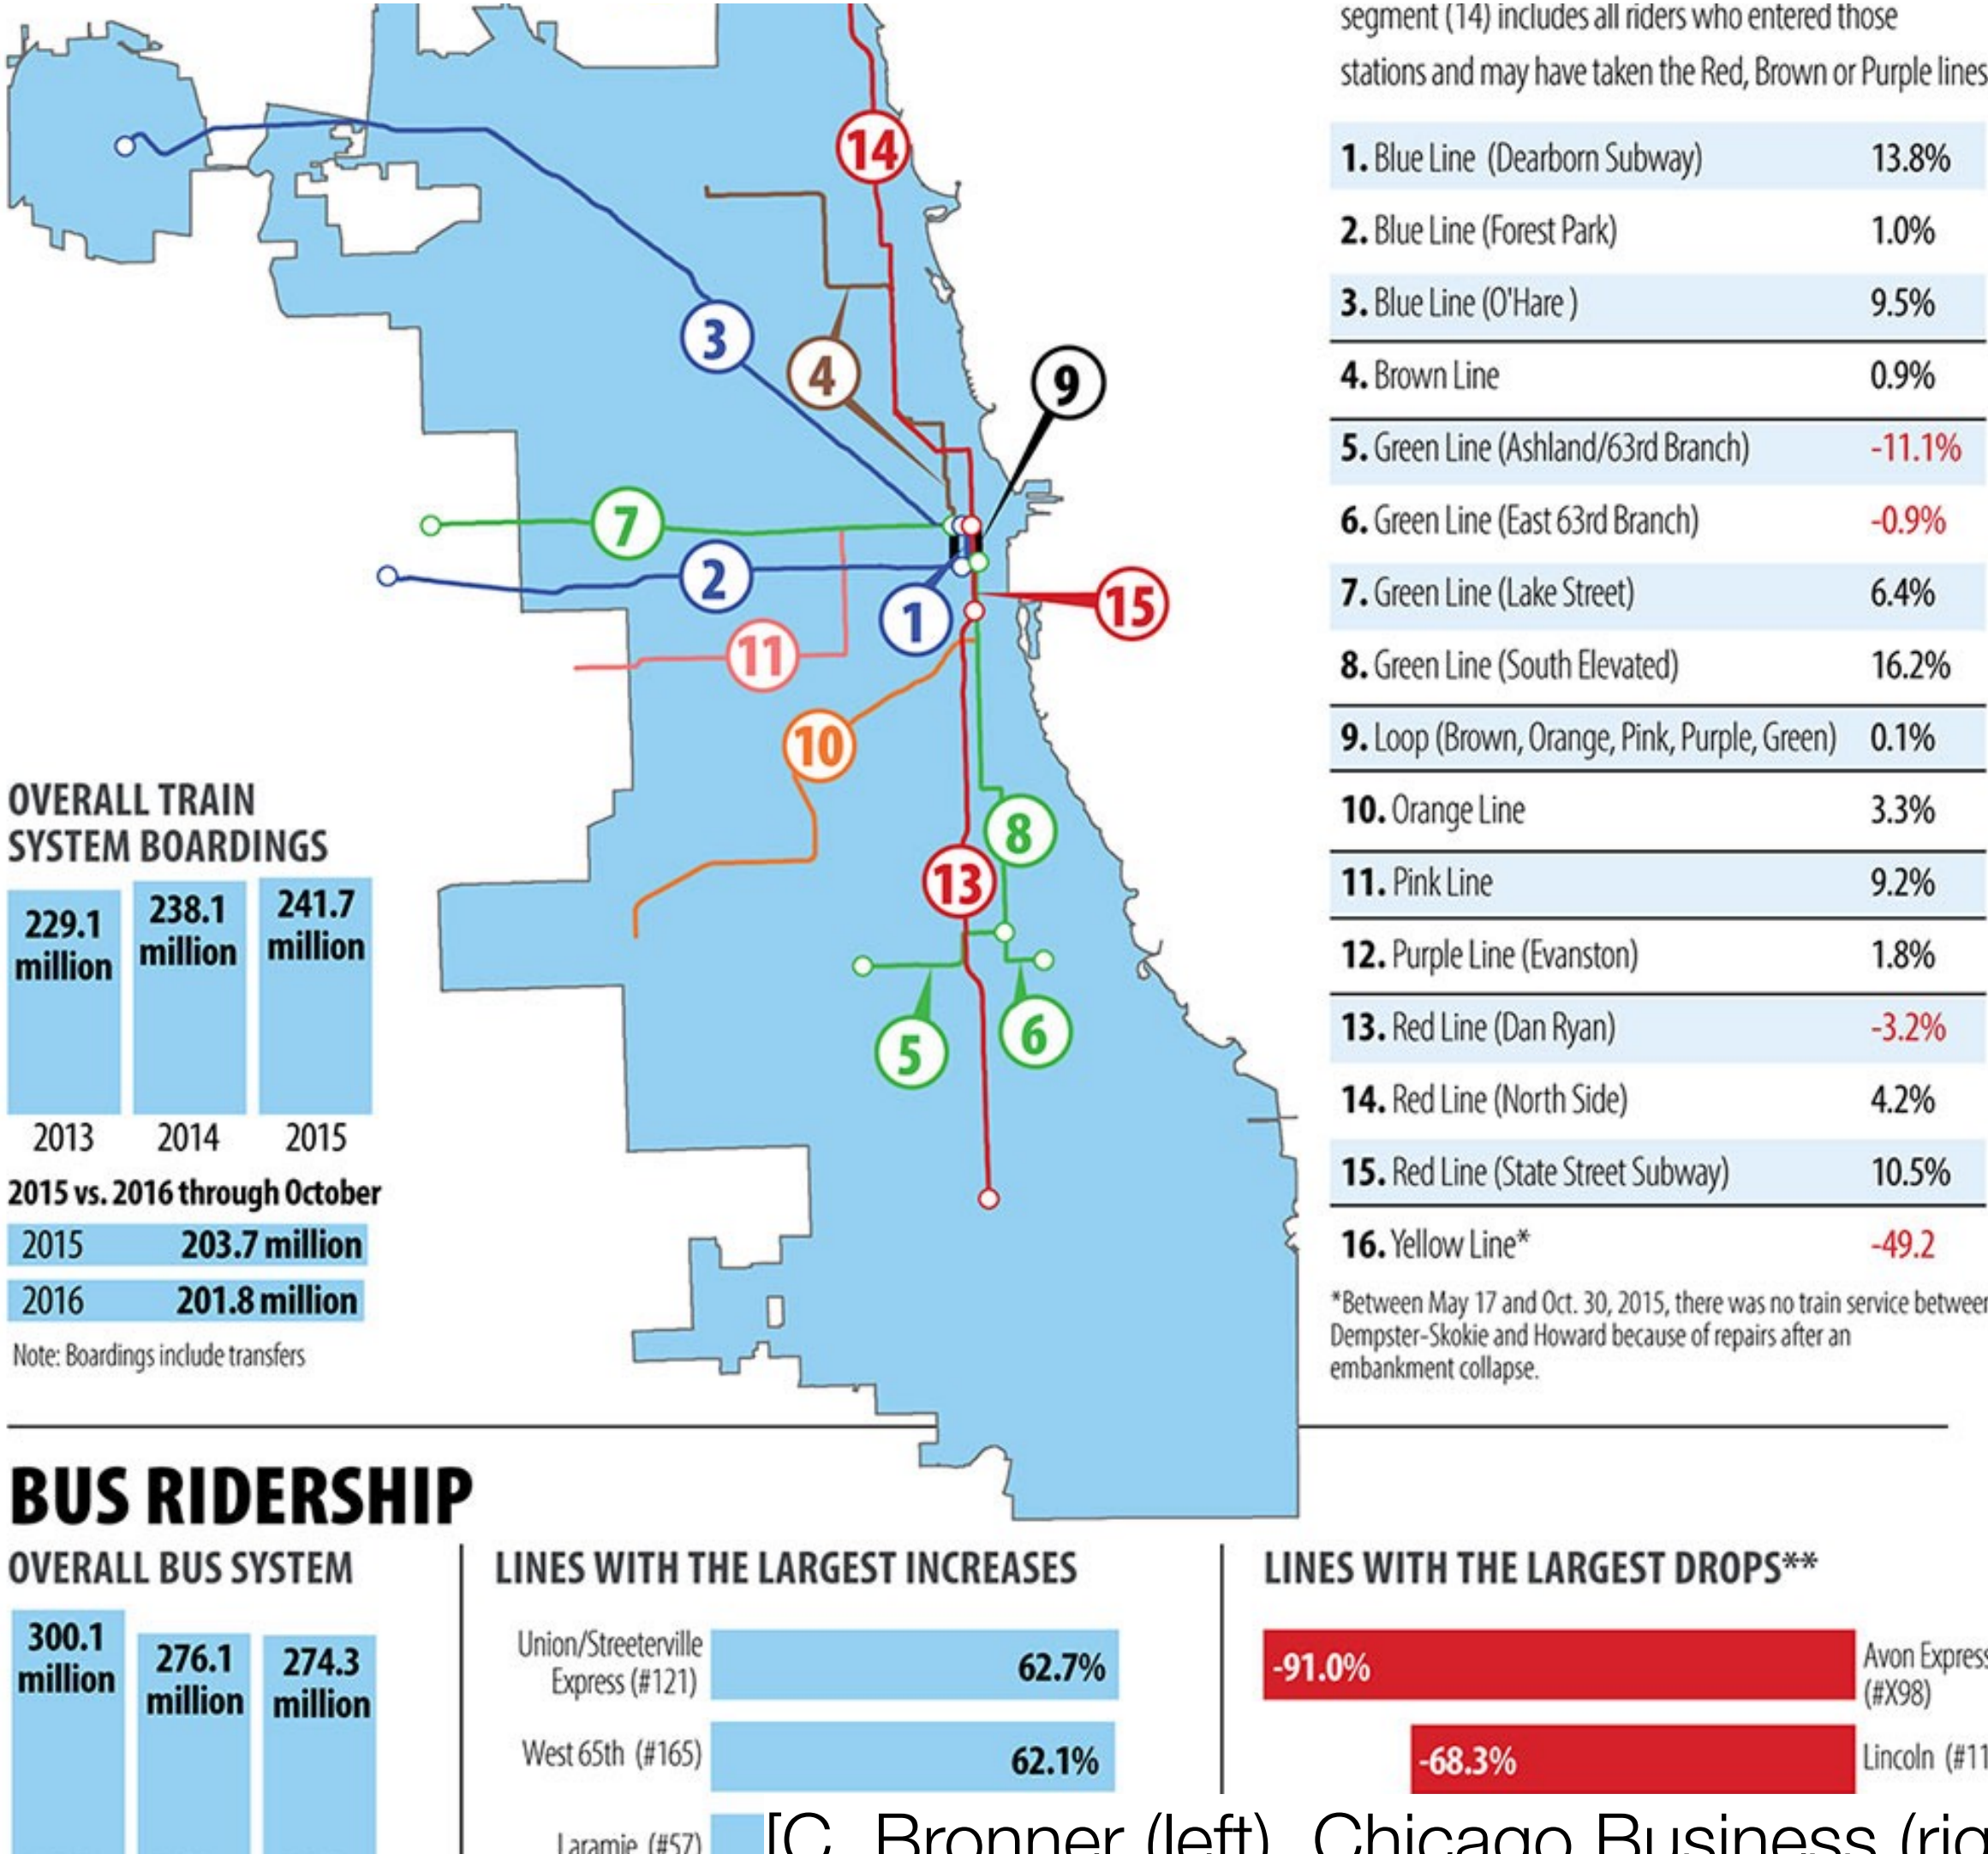 segment (14) includes all riders who entered those
stations and may have taken the Red, Brown or Purple lines
1. Blue Line (Dearborn Subway) 13.8%
2. Blue Line (Forest Park) 1.0%
3. Blue Line (O'Hare ) 9.5%
4. Brown Line 0.9%
5. Green Line (Ashland/63rd Branch) -11.1%
6. Green Line (East 63rd Branch) -0.9%
7. Green Line (Lake Street) 6.4%
8. Green Line (South Elevated) 16.2%
9. Loop (Brown, Orange, Pink, Purple, Green) 0.1%
10. Orange Line 3.3%
11. Pink Line 9.2%
12. Purple Line (Evanston) 1.8%
13. Red Line (Dan Ryan) -3.2%
14. Red Line (North Side) 4.2%
15. Red Line (State Street Subway) 10.5%
16. Yellow Line* -49.2
*Between May 17 and Oct. 30, 2015, there was no train service between
Dempster-Skokie and Howard because of repairs after an
embankment collapse.
14
3
4
9
7
2
1
15
11
10
8
13
5
6
OVERALL TRAIN
SYSTEM BOARDINGS
229.1
million
238.1
million
241.7
million
2013 2014 2015
2015 vs. 2016 through October
2015 203.7 million
2016 201.8 million
Note: Boardings include transfers
BUS RIDERSHIP
OVERALL BUS SYSTEM
300.1
million
276.1
million
274.3
million
LINES WITH THE LARGEST INCREASES
Union/Streeterville
Express (#121)
62.7%
West 65th (#165)
62.1%
Laramie (#57)
LINES WITH THE LARGEST DROPS**
-91.0%
Avon Express
(#X98)
-68.3%
Lincoln (#11
[C. Bronner (left), Chicago Business (rig